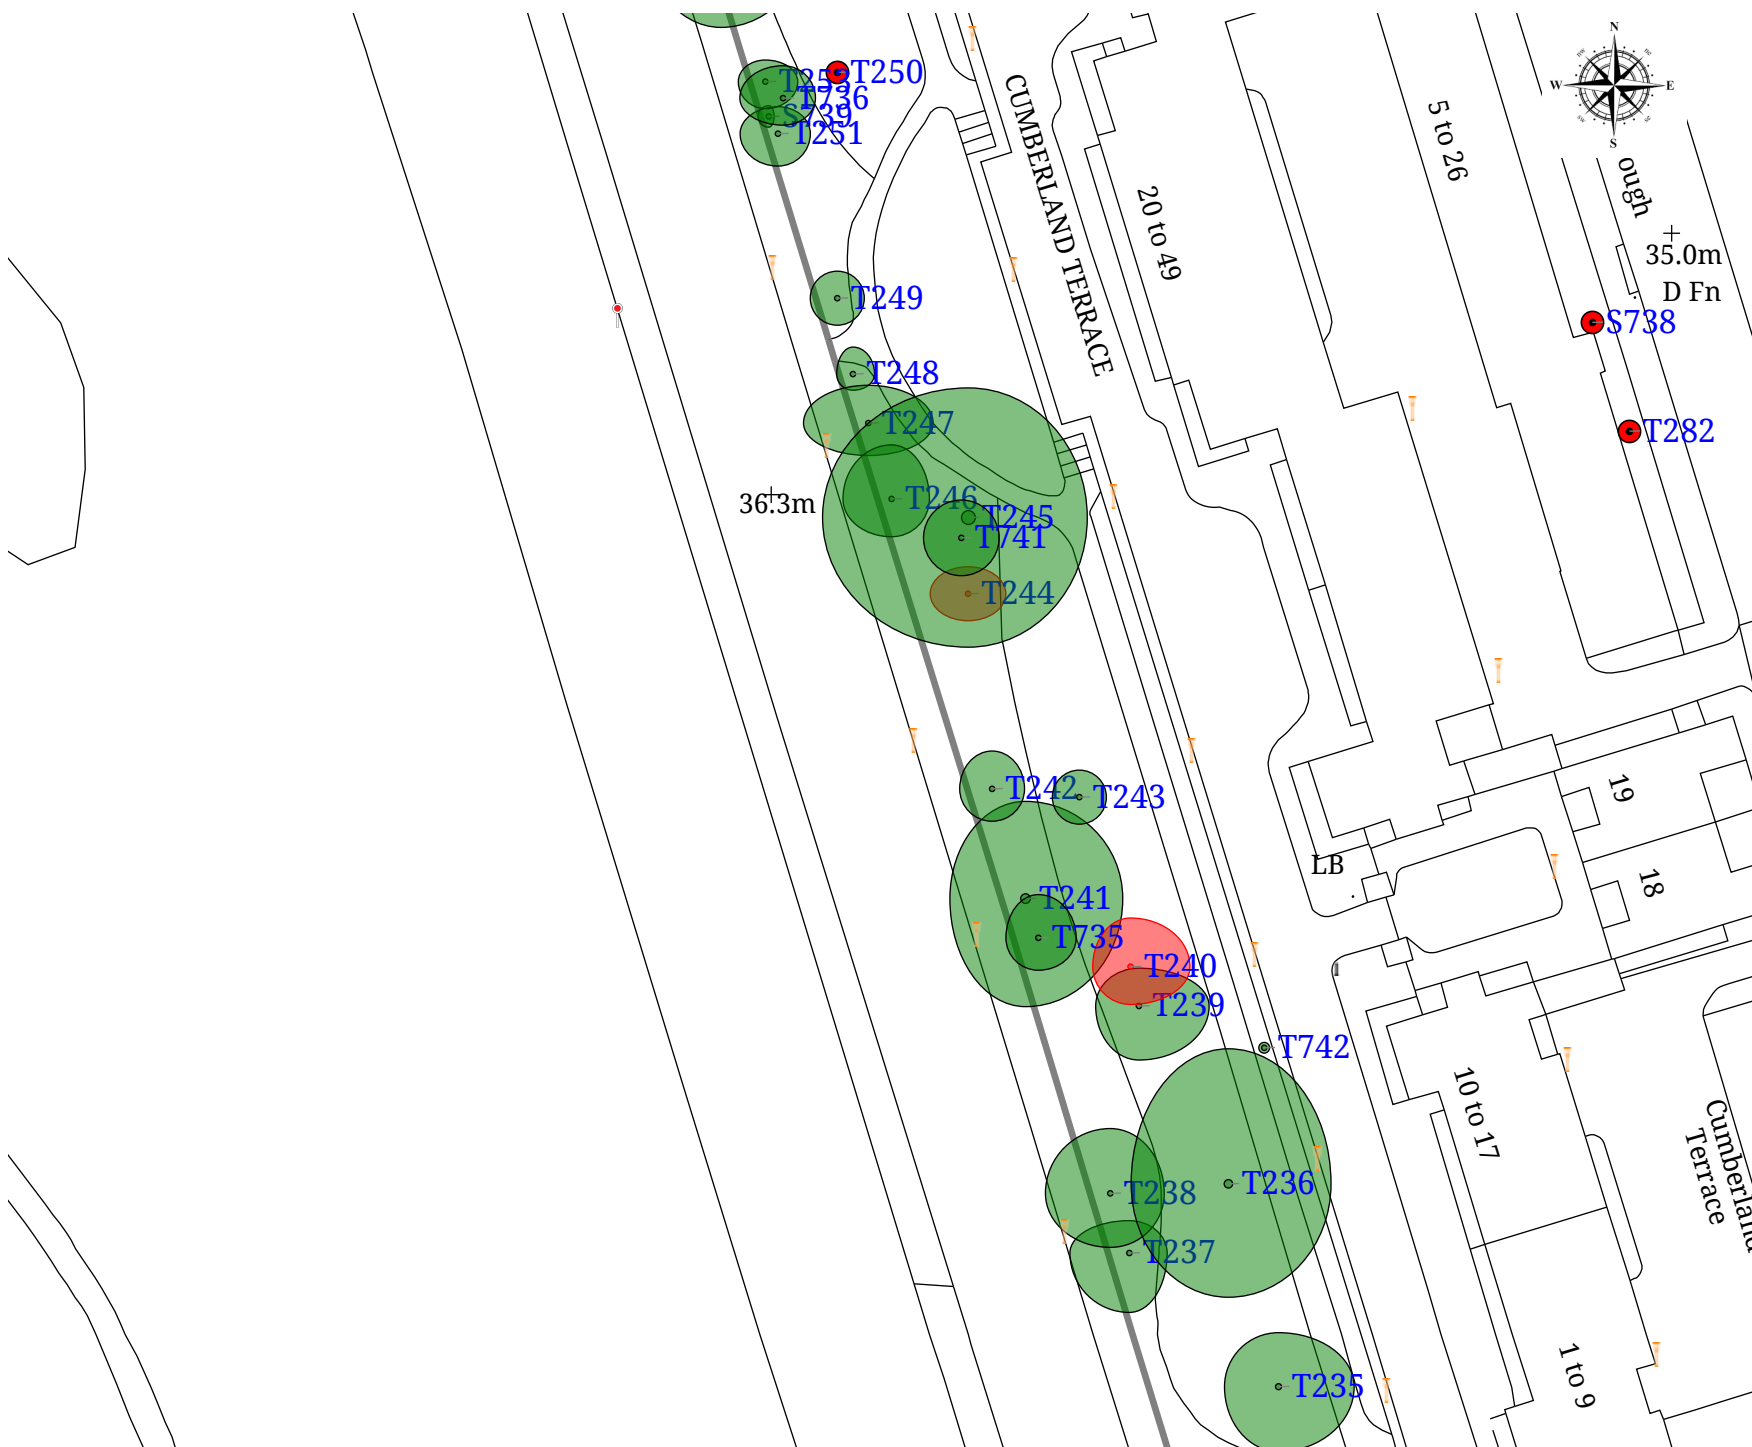 N
W
E
S
T250
T253
T736
S739
T251
CUMBERLAND TERRACE
20 to 49
5 to 26
ough
35.0m
D Fn
S738
T282
T249
T248
T247
T246
36.3m
T245
T741
T244
T242
T243
T241
T735
T240
T239
T742
T236
T238
T237
T235
LB
19
18
10 to 17
1 to 9
Cumberland
Terrace